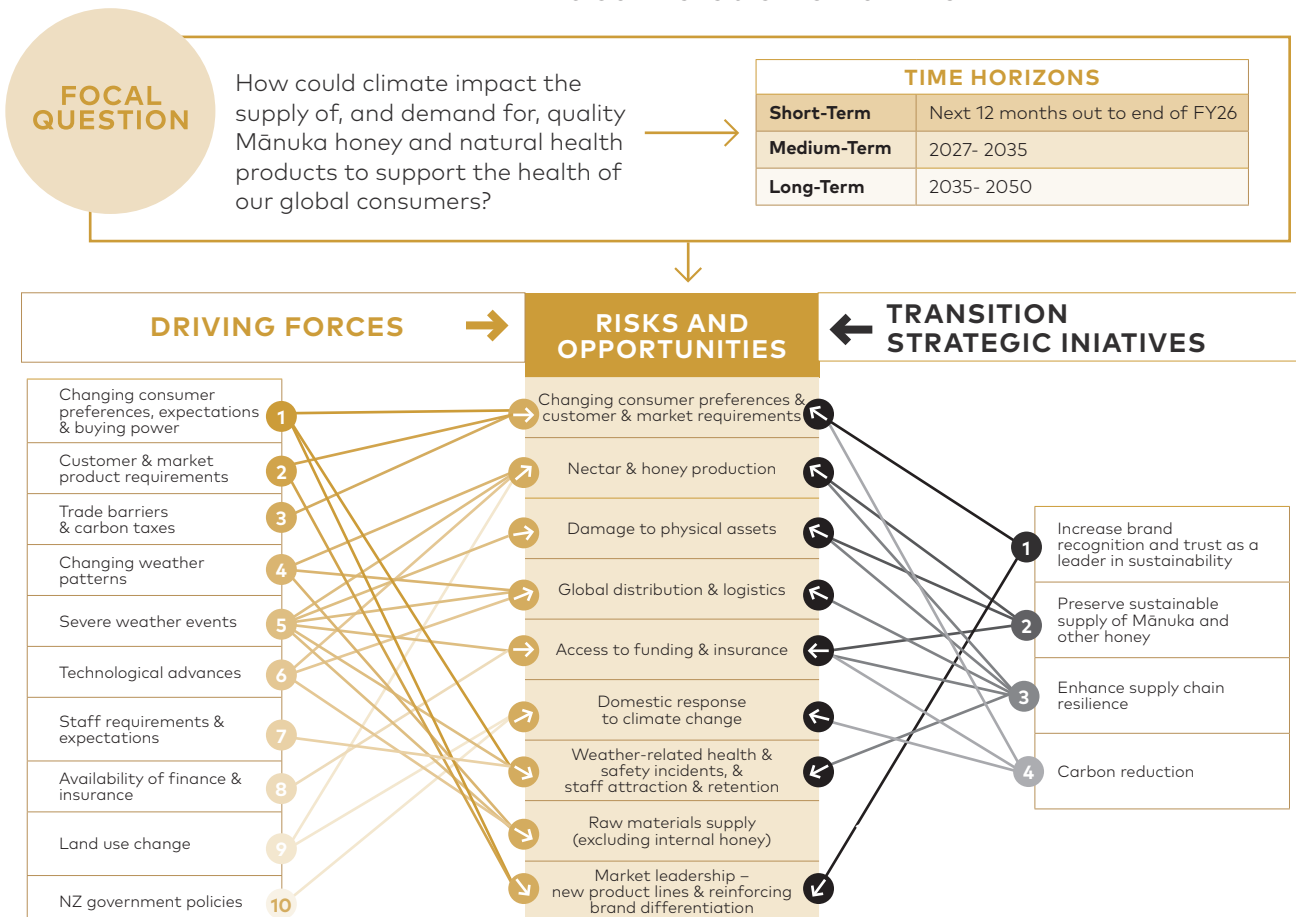 FOCAL
QUESTION
How could climate impact the
supply of, and demand for, quality
Mānuka honey and natural health
products to support the health of
our global consumers?
TIME HORIZONS
Short-Term Next 12 months out to end of FY26
Medium-Term 2027- 2035
Long-Term 2035- 2050
DRIVING FORCES
RISKS AND
OPPORTUNITIES
TRANSITION
STRATEGIC INIATIVES
Changing consumer
preferences, expectations
& buying power
1
Customer & market
product requirements
2
Trade barriers
& carbon taxes
3
Changing weather
patterns
4
Severe weather events
5
Technological advances
6
Staff requirements &
expectations
7
Availability of finance &
insurance
8
Land use change
9
NZ government policies
10
Changing consumer preferences &
customer & market requirements
Nectar & honey production
Damage to physical assets
Global distribution & logistics
Access to funding & insurance
Domestic response
to climate change
Weather-related health &
safety incidents, &
staff attraction & retention
Raw materials supply
(excluding internal honey)
Market leadership –
new product lines & reinforcing
brand differentiation
1
Increase brand
recognition and trust as a
leader in sustainability
2
Preserve sustainable
supply of Mānuka and
other honey
3
Enhance supply chain
resilience
4
Carbon reduction